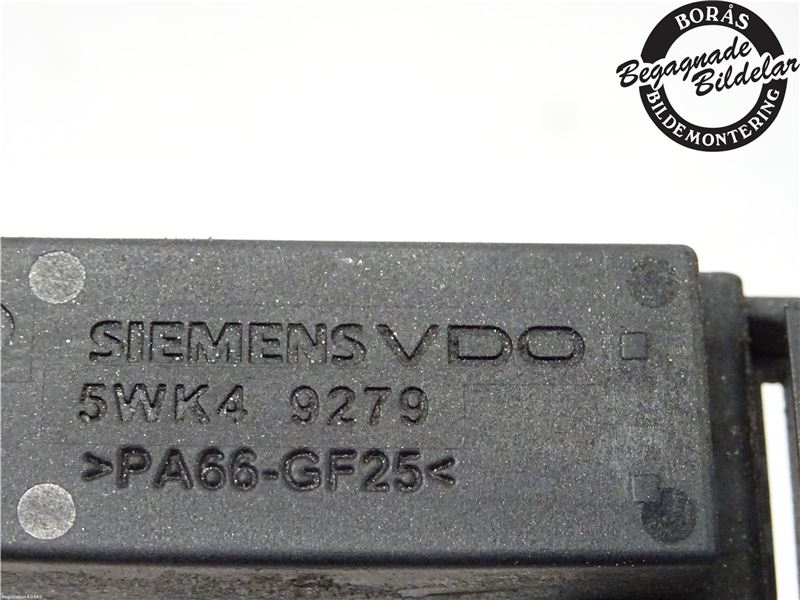 BORÅS
Begagnade
Bildelar
BILDEMONTERING
SIEMENS VDO
5WK4 9279
>PA66-GF25<